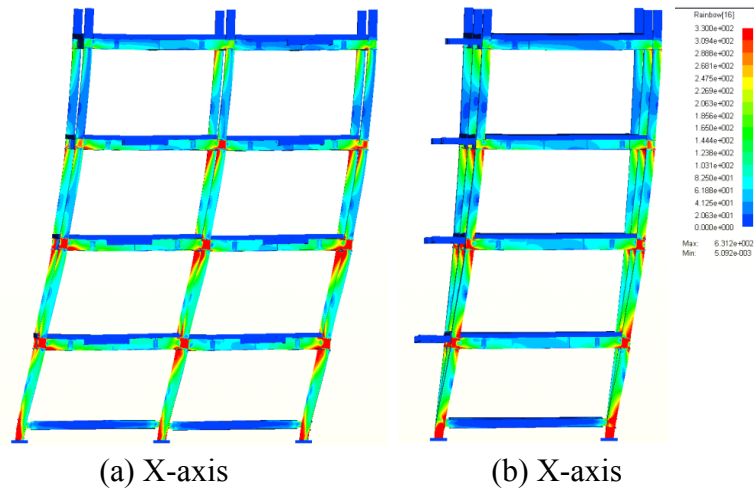 Rainbow[16]
3.300e+002
3.094e+002
2.888e+002
2.681e+002
2.475e+002
2.269e+002
2.063e+002
1.856e+002
1.650e+002
1.444e+002
1.238e+002
1.031e+002
8.250e+001
6.188e+001
4.125e+001
2.063e+001
0.000e+000
Max: 6.312e+002
Min: 5.092e-003
(a) X-axis
(b) X-axis